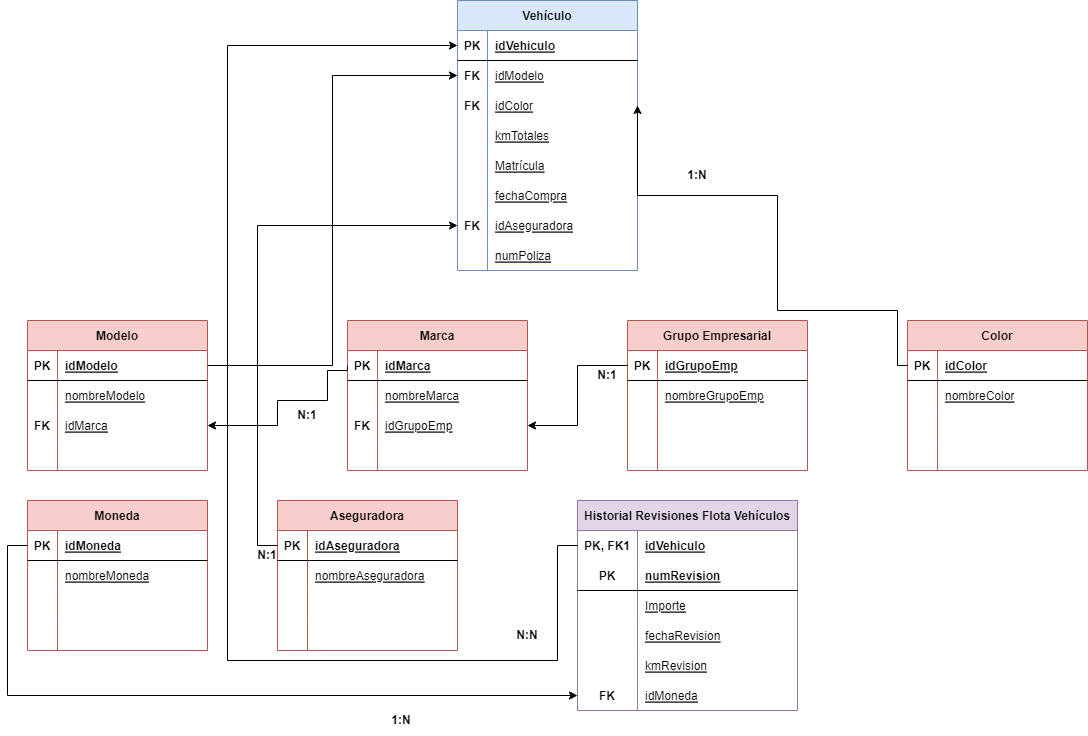 Vehículo
PK idVehiculo
FK idModelo
FK idColor
kmTotales
Matrícula
fechaCompra
FK idAseguradora
numPoliza
1:N
Modelo
PK idModelo
nombreModelo
FK idMarca
N:1
Marca
PK idMarca
nombreMarca
FK idGrupoEmp
N:1
Grupo Empresarial
PK idGrupoEmp
nombreGrupoEmp
Color
PK idColor
nombreColor
Moneda
PK idMoneda
nombreMoneda
N:1
Aseguradora
PK idAseguradora
nombreAseguradora
N:N
Historial Revisiones Flota Vehículos
PK, FK1 idVehiculo
PK numRevision
Importe
fechaRevision
kmRevision
FK idMoneda
1:N